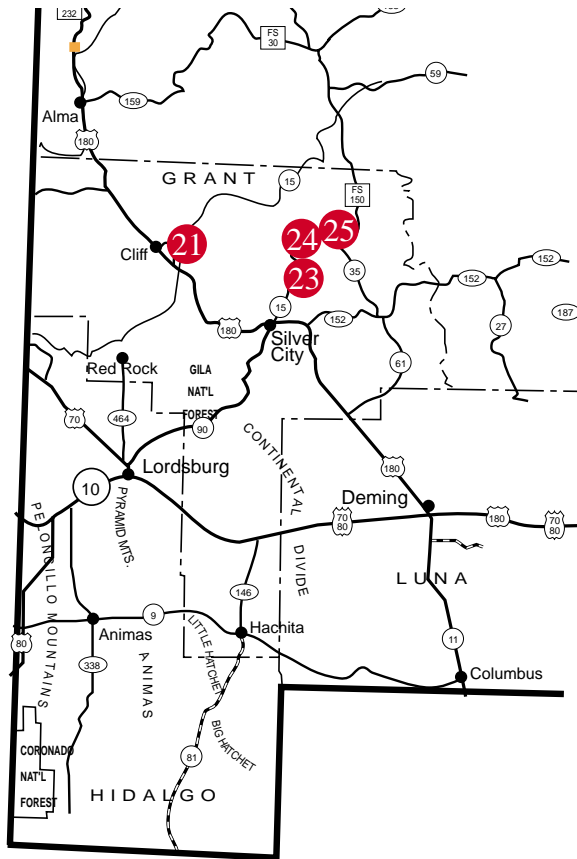 232
FS
30
59
159
Alma
180
GRANT
15
FS
150
21
24
25
23
Cliff
35
152
152
15
180
152
187
27
Silver
City
61
Red Rock
GILA
NAT'L
FOREST
70
464
90
CONTINENTAL
DIVIDE
Lordsburg
10
180
Deming
70
80
180
70
80
PELONCILLO MOUNTAINS
PYRAMID MTS.
LUNA
146
9
80
Animas
LITTLE HATCHET
Hachita
11
338
ANIMAS
Columbus
BIG HATCHET
81
CORONADO
NAT'L
FOREST
HIDALGO